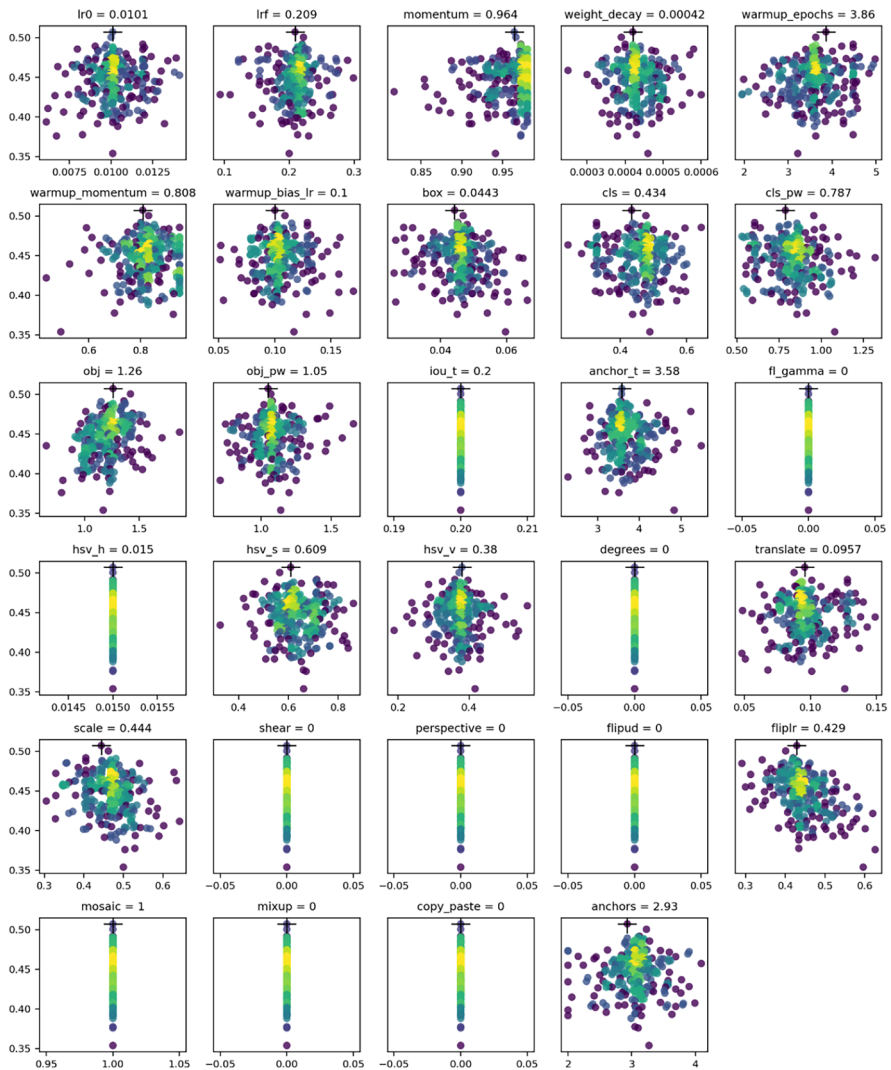 lr0 = 0.0101 lrf = 0.209 momentum = 0.964 weight_decay = 0.00042 warmup_epochs = 3.86
0.50
0.45
0.40
0.35
0.0075 0.0100 0.0125 0.1 0.2 0.3 0.85 0.90 0.95 0.0003 0.0004 0.0005 0.0006 2 3 4 5
warmup_momentum = 0.808 warmup_bias_lr = 0.1 box = 0.0443 cls = 0.434 cls_pw = 0.787
0.50
0.45
0.40
0.35
0.6 0.8 0.05 0.10 0.15 0.04 0.06 0.4 0.6 0.50 0.75 1.00 1.25
obj = 1.26 obj_pw = 1.05 iou_t = 0.2 anchor_t = 3.58 fl_gamma = 0
0.50
0.45
0.40
0.35
1.0 1.5 1.0 1.5 0.19 0.20 0.21 3 4 5 −0.05 0.00 0.05
hsv_h = 0.015 hsv_s = 0.609 hsv_v = 0.38 degrees = 0 translate = 0.0957
0.50
0.45
0.40
0.35
0.0145 0.0150 0.0155 0.4 0.6 0.8 0.2 0.4 −0.05 0.00 0.05 0.05 0.10 0.15
scale = 0.444 shear = 0 perspective = 0 flipud = 0 fliplr = 0.429
0.50
0.45
0.40
0.35
0.3 0.4 0.5 0.6 −0.05 0.00 0.05 −0.05 0.00 0.05 −0.05 0.00 0.05 0.3 0.4 0.5 0.6
mosaic = 1 mixup = 0 copy_paste = 0 anchors = 2.93
0.50
0.45
0.40
0.35
0.95 1.00 1.05 −0.05 0.00 0.05 −0.05 0.00 0.05 2 3 4